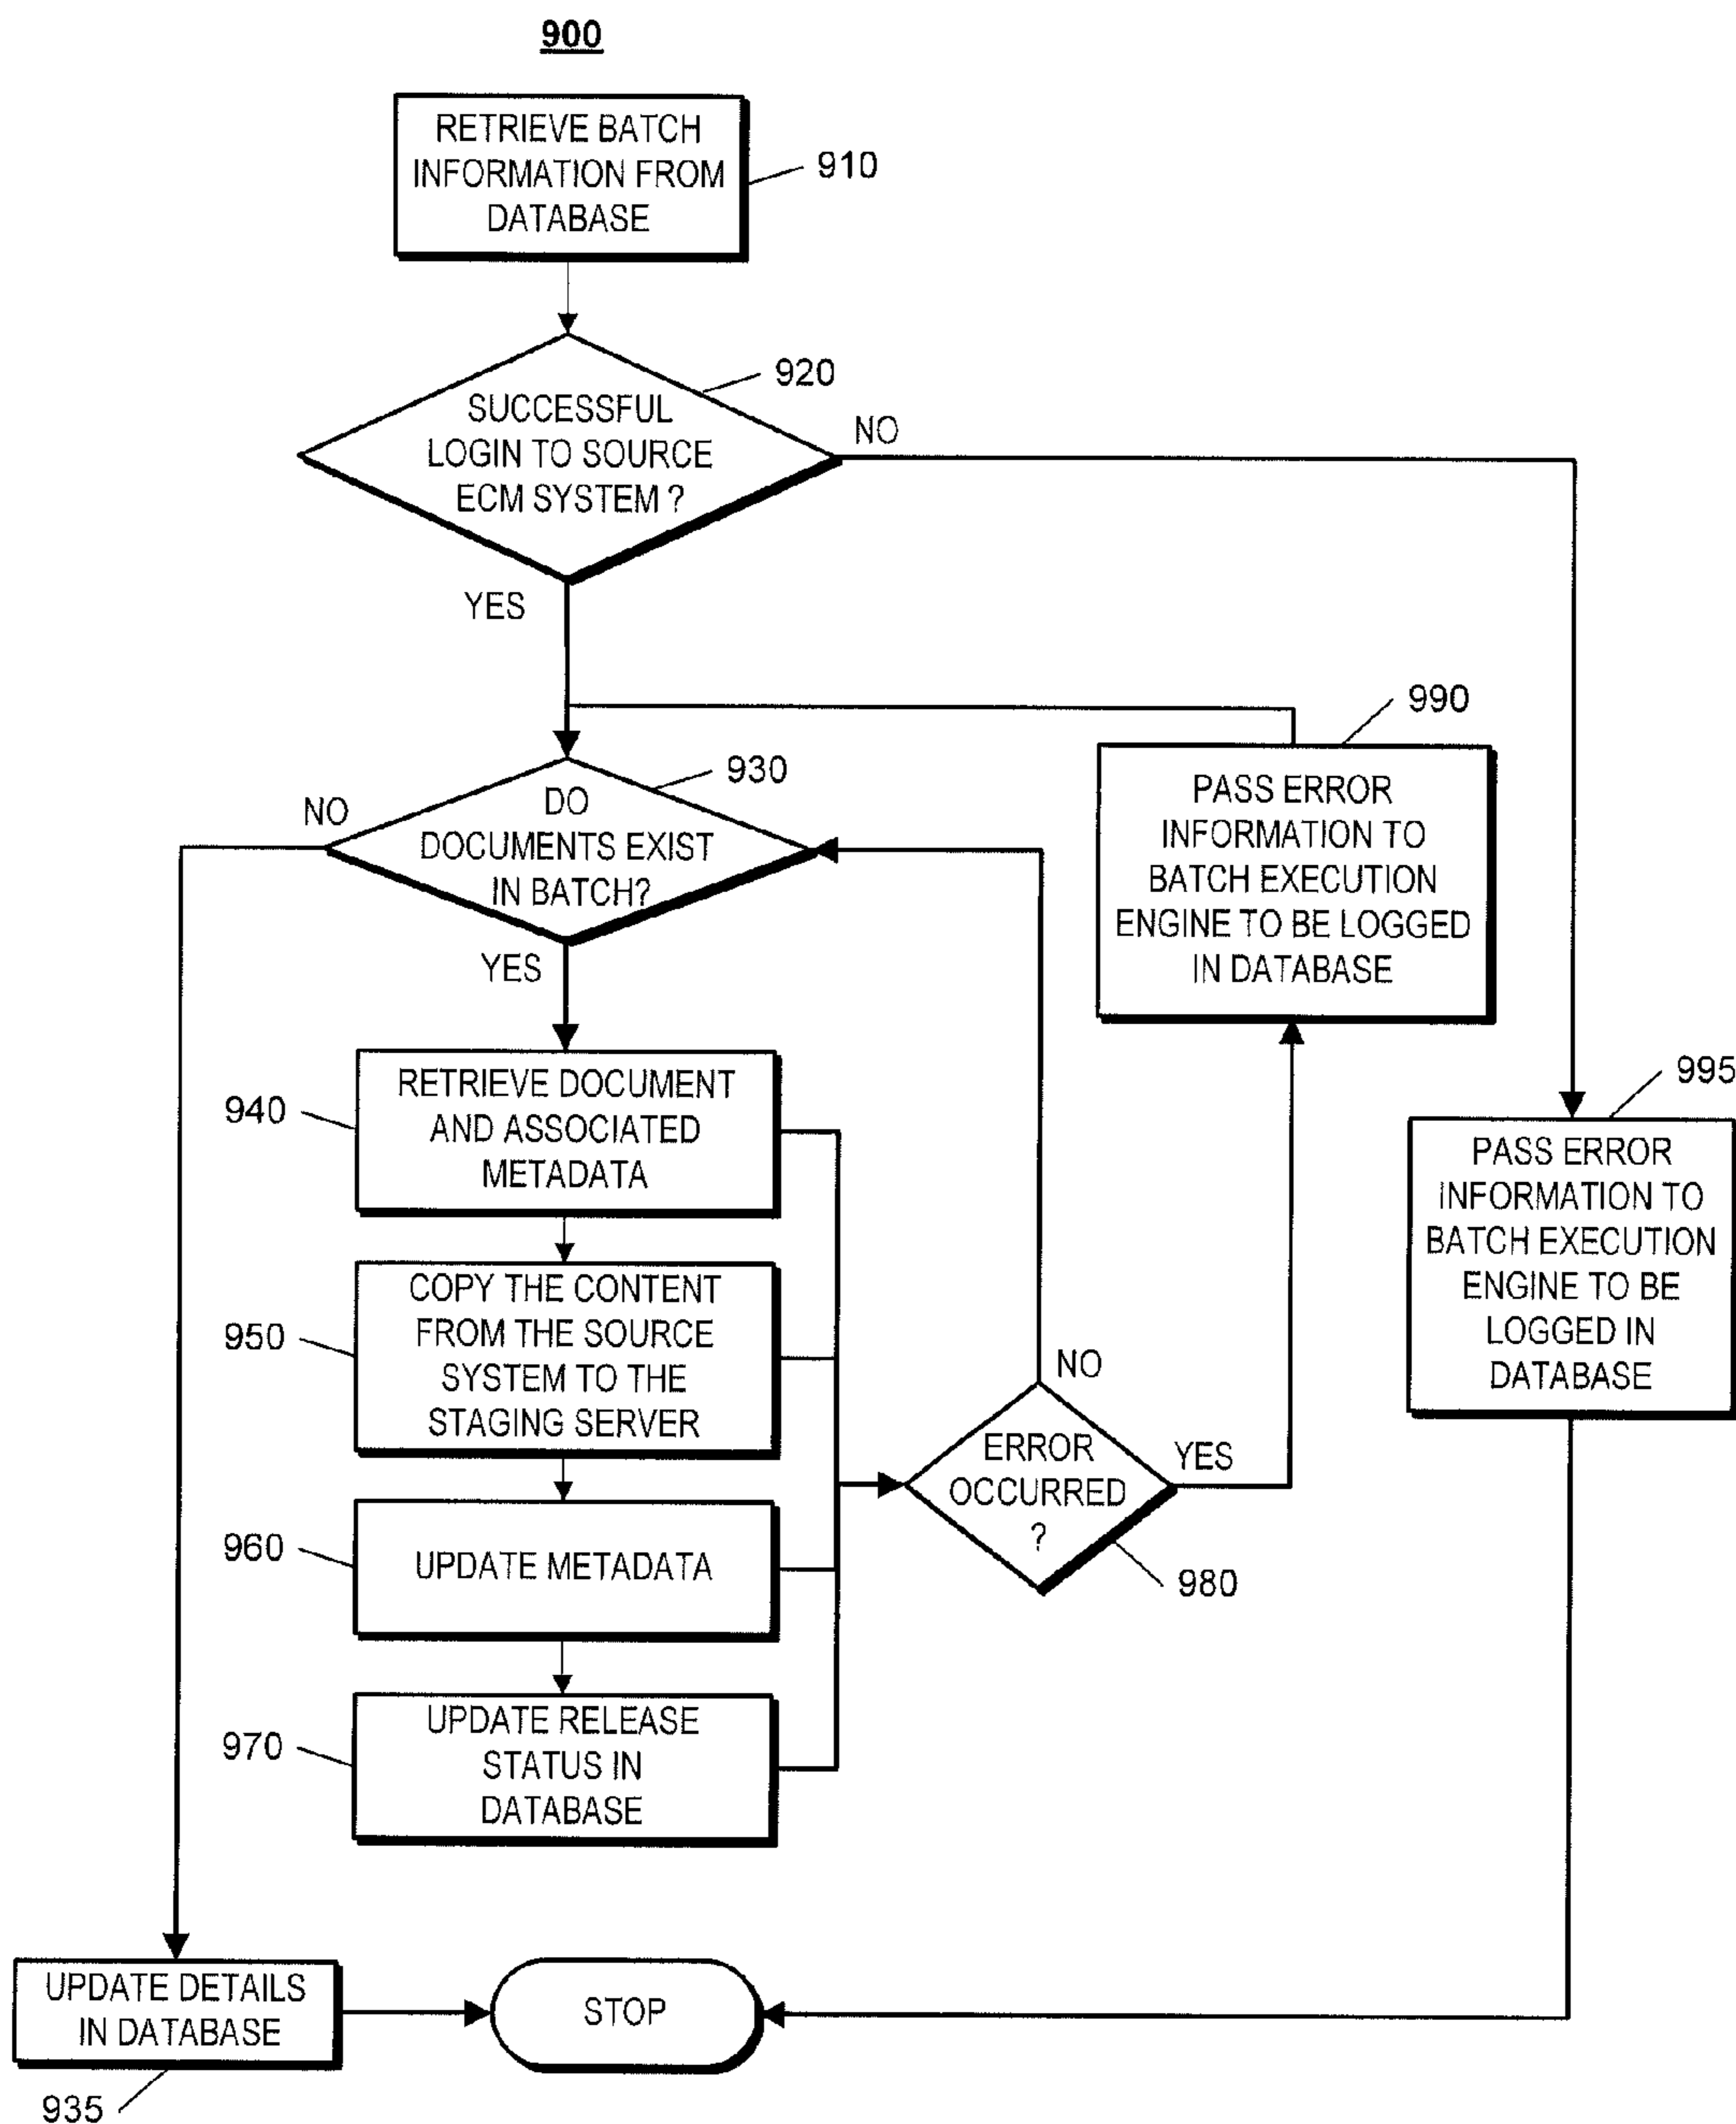 900
RETRIEVE BATCH
INFORMATION FROM
DATABASE
910
SUCCESSFUL
LOGIN TO SOURCE
ECM SYSTEM ?
920
NO
YES
DO
DOCUMENTS EXIST
IN BATCH?
930
NO
YES
PASS ERROR
INFORMATION TO
BATCH EXECUTION
ENGINE TO BE LOGGED
IN DATABASE
990
RETRIEVE DOCUMENT
AND ASSOCIATED
METADATA
940
PASS ERROR
INFORMATION TO
BATCH EXECUTION
ENGINE TO BE
LOGGED IN
DATABASE
995
COPY THE CONTENT
FROM THE SOURCE
SYSTEM TO THE
STAGING SERVER
950
NO
ERROR
OCCURRED
?
YES
980
UPDATE METADATA
960
UPDATE RELEASE
STATUS IN
DATABASE
970
UPDATE DETAILS
IN DATABASE
935
STOP